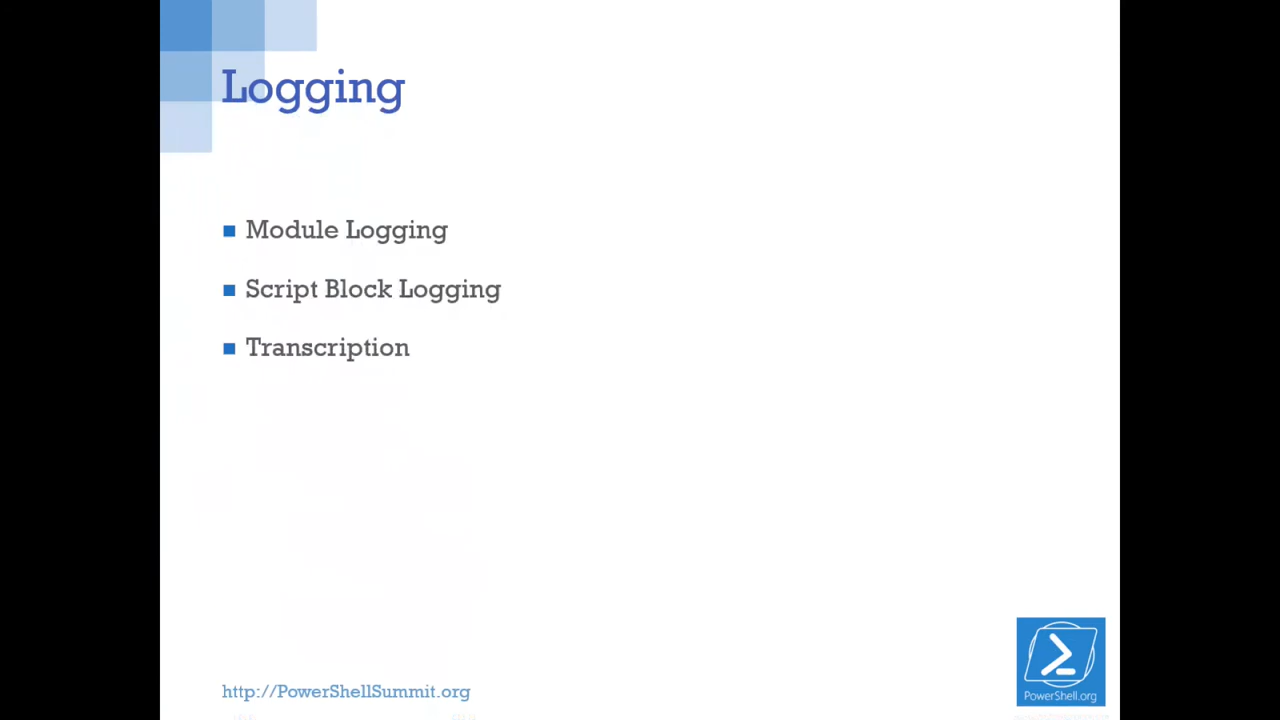 Logging
Module Logging
Script Block Logging
Transcription
http://PowerShellSummit.org
PowerShell.org